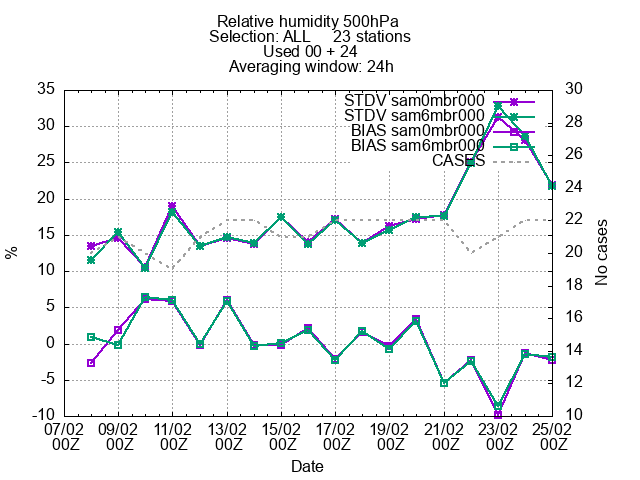 Relative humidity 500hPa
Selection: ALL 23 stations
Used 00 + 24
Averaging window: 24h
STDV sam0mbr000
STDV sam6mbr000
BIAS sam0mbr000
BIAS sam6mbr000
CASES
35
30
25
20
15
10
5
0
-5
-10
%
30
28
26
24
22
20
18
16
14
12
10
No cases
07/02 09/02 11/02 13/02 15/02 17/02 19/02 21/02 23/02 25/02
00Z 00Z 00Z 00Z 00Z 00Z 00Z 00Z 00Z 00Z
Date